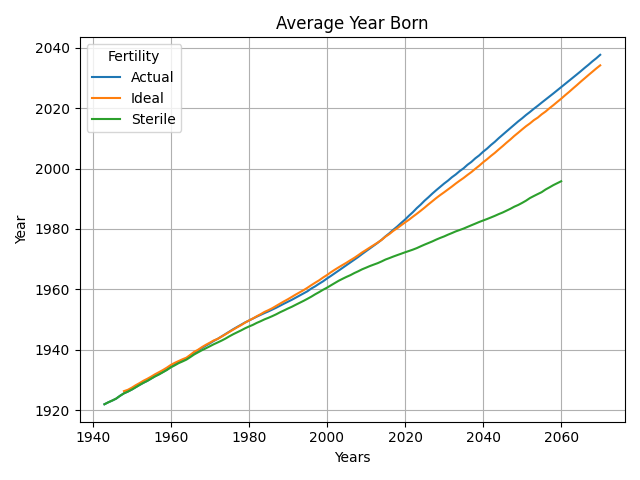 Average Year Born
Fertility
Actual
Ideal
Sterile
Year
2040
2020
2000
1980
1960
1940
1920
1940 1960 1980 2000 2020 2040 2060
Years